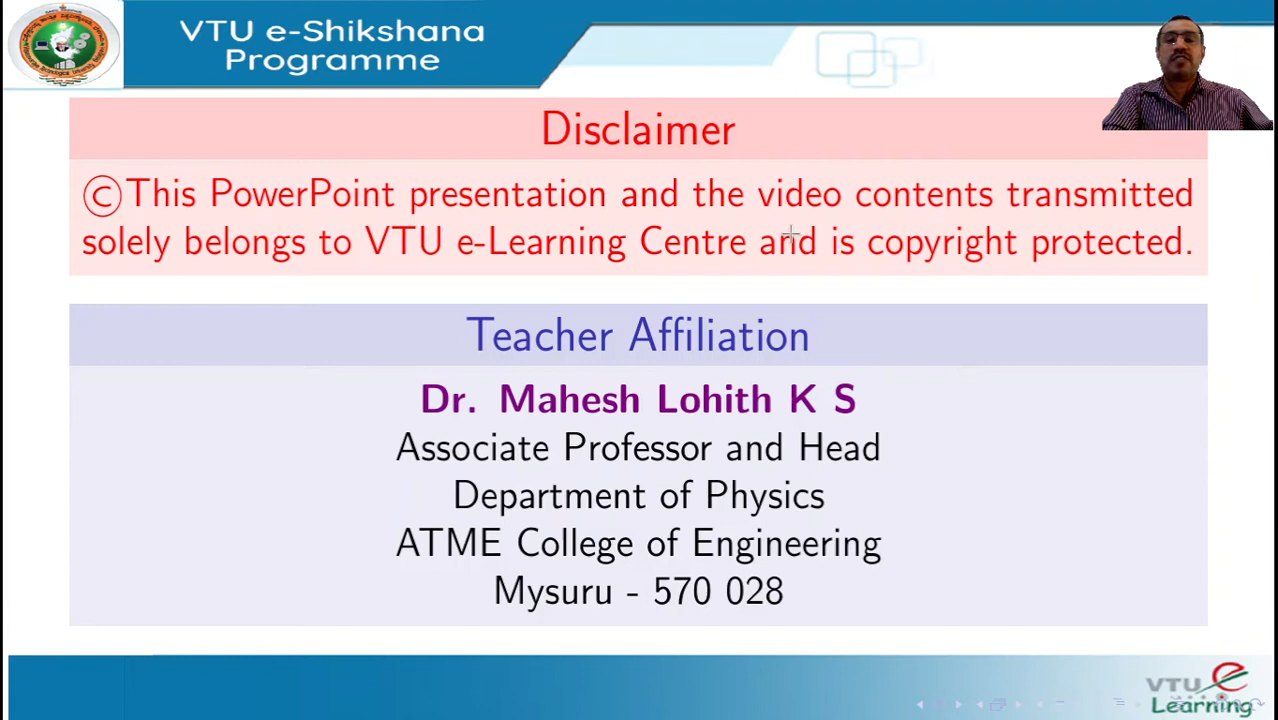 VTU e-Shikshana
Programme
Disclaimer
©This PowerPoint presentation and the video contents transmitted
solely belongs to VTU e-Learning Centre and is copyright protected.
Teacher Affiliation
Dr. Mahesh Lohith K S
Associate Professor and Head
Department of Physics
ATME College of Engineering
Mysuru - 570 028
VTU e
Learning